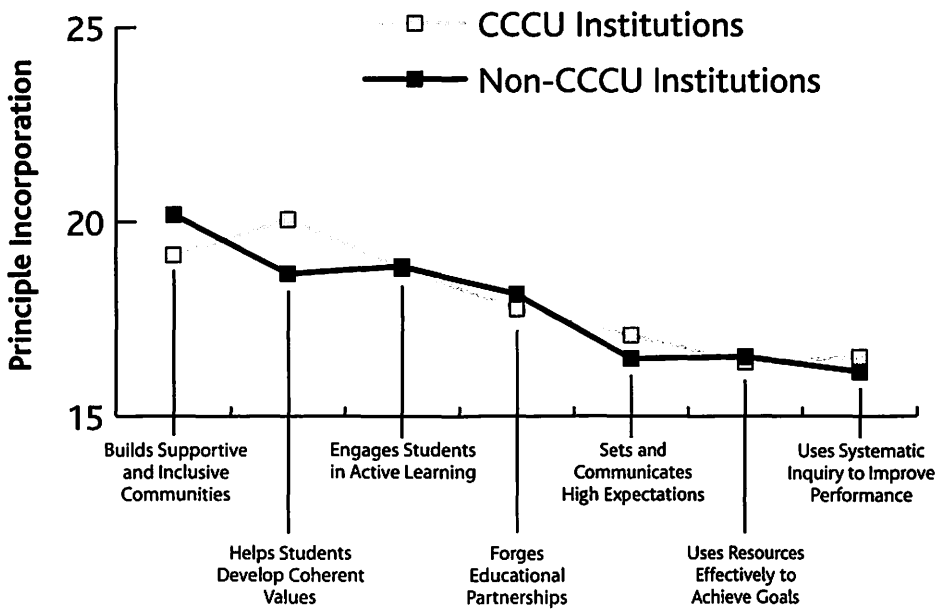 25
CCCU Institutions
Non-CCCU Institutions
20
Principle Incorporation
15
Builds Supportive
and Inclusive
Communities
Engages Students
in Active Learning
Sets and
Communicates
High Expectations
Uses Systematic
Inquiry to Improve
Performance
Helps Students
Develop Coherent
Values
Forges
Educational
Partnerships
Uses Resources
Effectively to
Achieve Goals